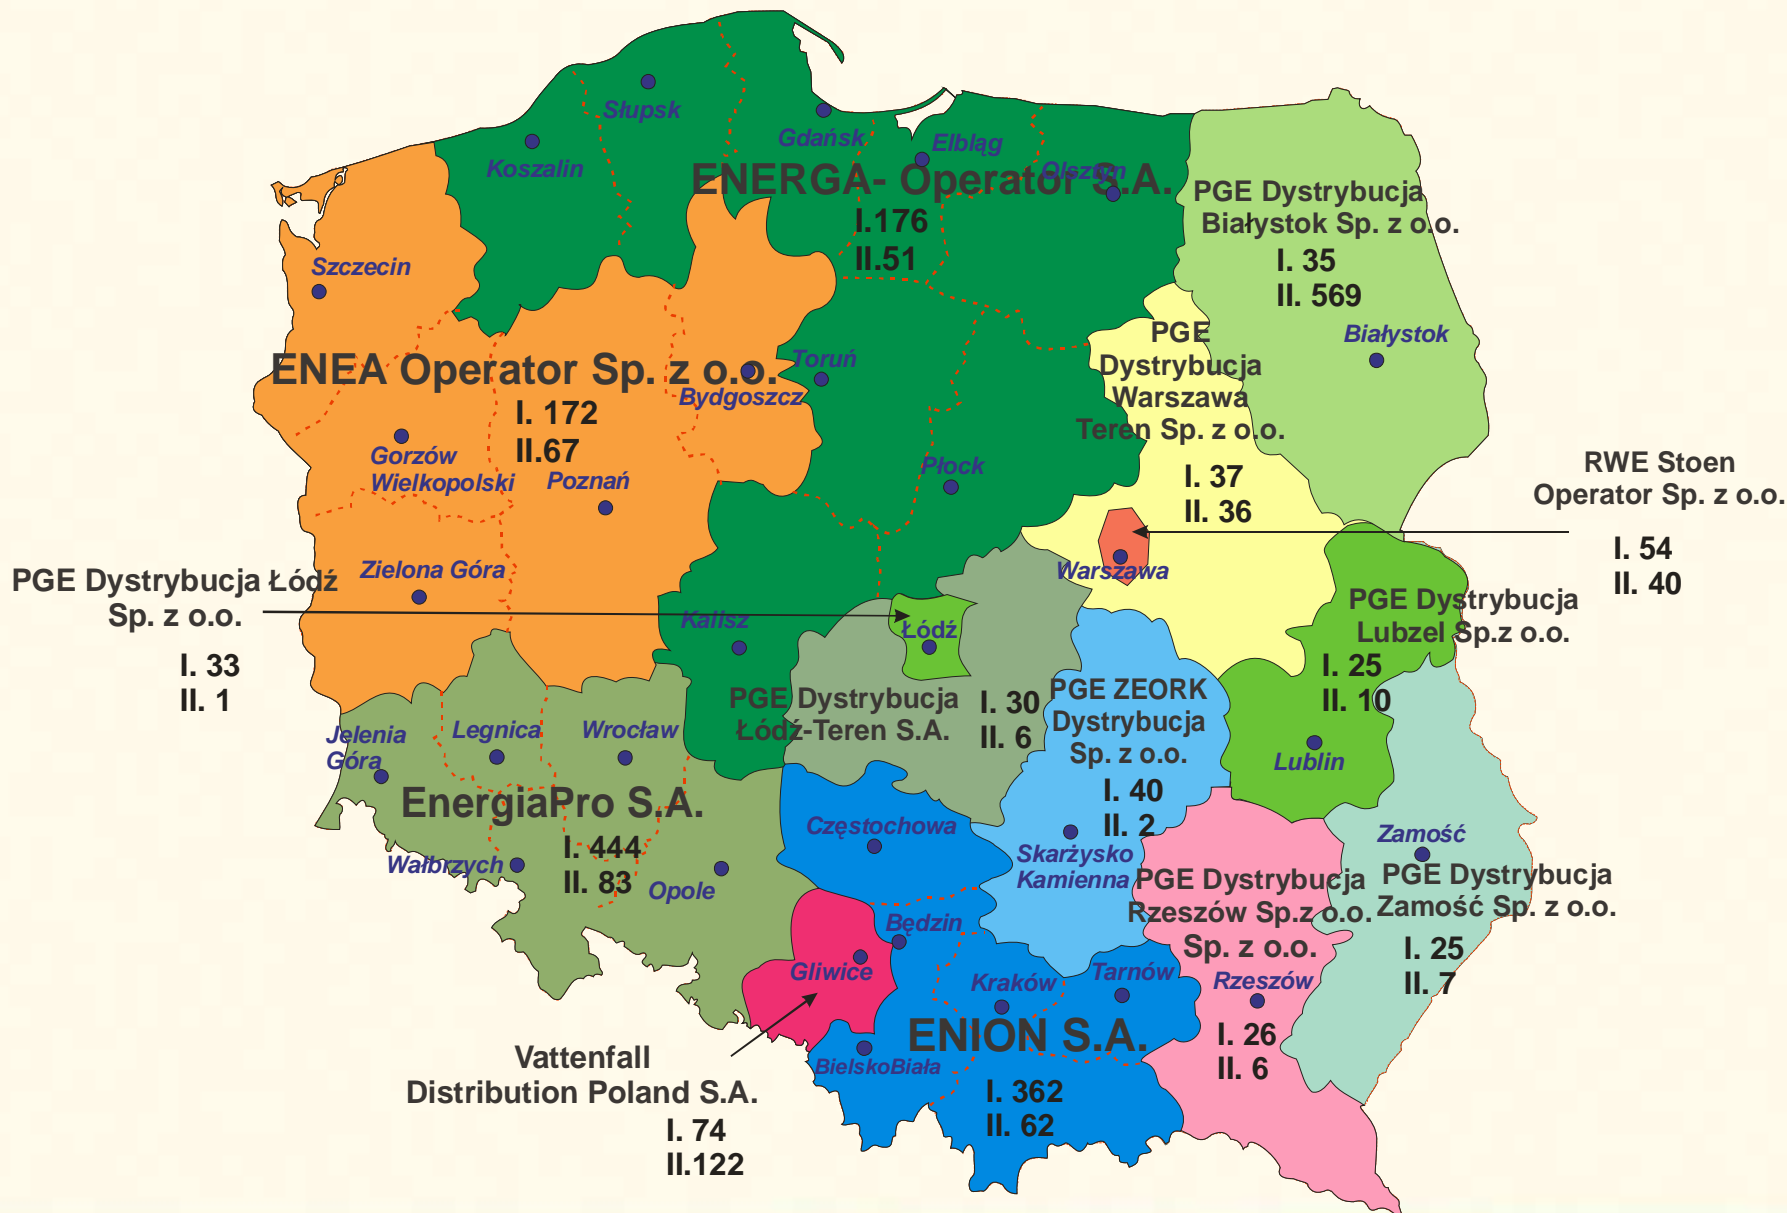 Słupsk
Gdańsk
Elbląg
Koszalin
Olsztyn
ENERGA- Operator S.A.
I.176
II.51
PGE Dystrybucja
Białystok Sp. z o.o.
I. 35
II. 569
Białystok
Szczecin
ENEA Operator Sp. z o.o.
I. 172
II.67
Toruń
Bydgoszcz
Gorzów
Wielkopolski
Poznań
Płock
PGE
Dystrybucja
Warszawa
Teren Sp. z o.o.
I. 37
II. 36
RWE Stoen
Operator Sp. z o.o.
I. 54
II. 40
Warszawa
Zielona Góra
PGE Dystrybucja Łódź
Sp. z o.o.
I. 33
II. 1
Kalisz
Łódź
PGE Dystrybucja
Lubzel Sp.z o.o.
I. 25
II. 10
Lublin
PGE Dystrybucja
Łódź-Teren S.A.
I. 30
II. 6
PGE ZEORK
Dystrybucja
Sp. z o.o.
I. 40
II. 2
Skarżysko
Kamienna
Jelenia
Góra
Legnica
Wrocław
EnergiaPro S.A.
I. 444
II. 83
Wałbrzych
Opole
Częstochowa
Zamość
PGE Dystrybucja
Zamość Sp. z o.o.
I. 25
II. 7
PGE Dystrybucja
Rzeszów Sp.z o.o.
Sp. z o.o.
Rzeszów
I. 26
II. 6
Będzin
Gliwice
Kraków
Tarnów
ENION S.A.
I. 362
II. 62
BielskoBiała
Vattenfall
Distribution Poland S.A.
I. 74
II.122